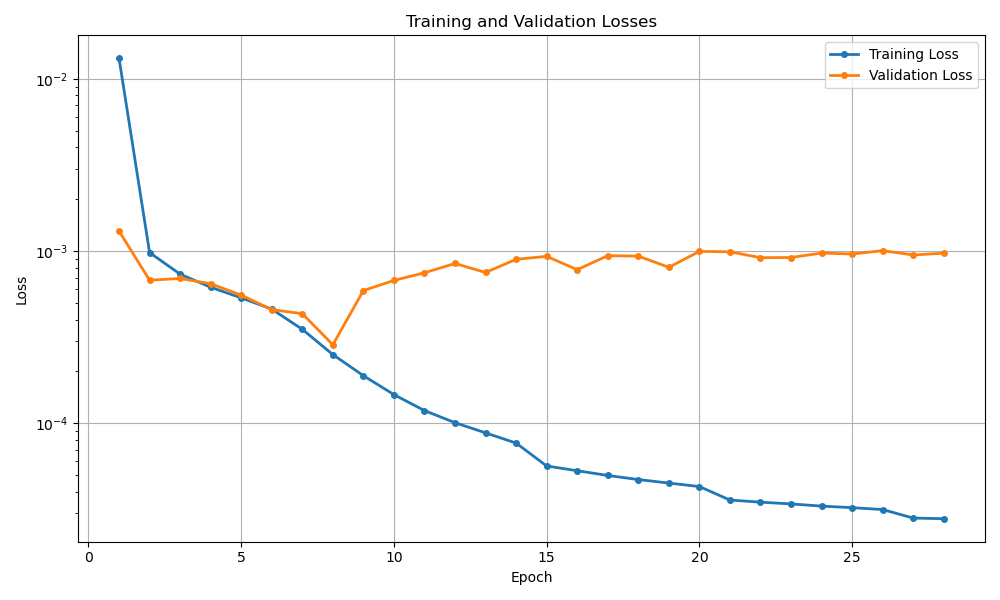 Training and Validation Losses
Training Loss
Validation Loss
10⁻²
10⁻³
10⁻⁴
Loss
0 5 10 15 20 25
Epoch